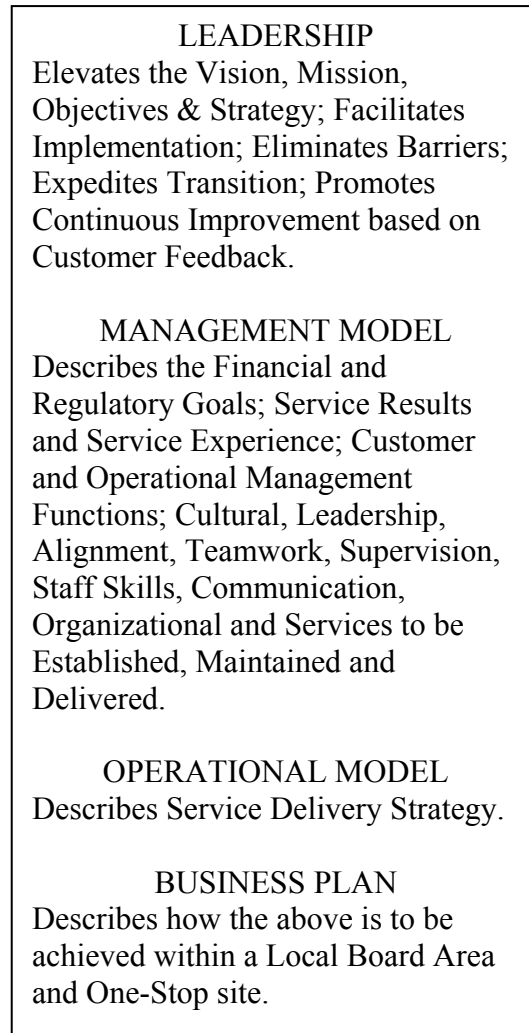 LEADERSHIP
Elevates the Vision, Mission,
Objectives & Strategy; Facilitates
Implementation; Eliminates Barriers;
Expedites Transition; Promotes
Continuous Improvement based on
Customer Feedback.
MANAGEMENT MODEL
Describes the Financial and
Regulatory Goals; Service Results
and Service Experience; Customer
and Operational Management
Functions; Cultural, Leadership,
Alignment, Teamwork, Supervision,
Staff Skills, Communication,
Organizational and Services to be
Established, Maintained and
Delivered.
OPERATIONAL MODEL
Describes Service Delivery Strategy.
BUSINESS PLAN
Describes how the above is to be
achieved within a Local Board Area
and One-Stop site.